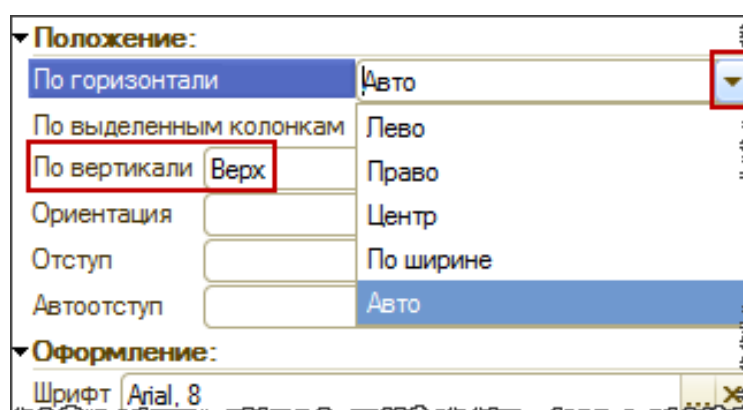 Положение:
По горизонтали Авто
По выделенным колонкам Лево
По вертикали Верх Право
Ориентация Центр
Отступ По ширине
Автоотступ Авто
Оформление:
Шрифт Arial, 8 ...